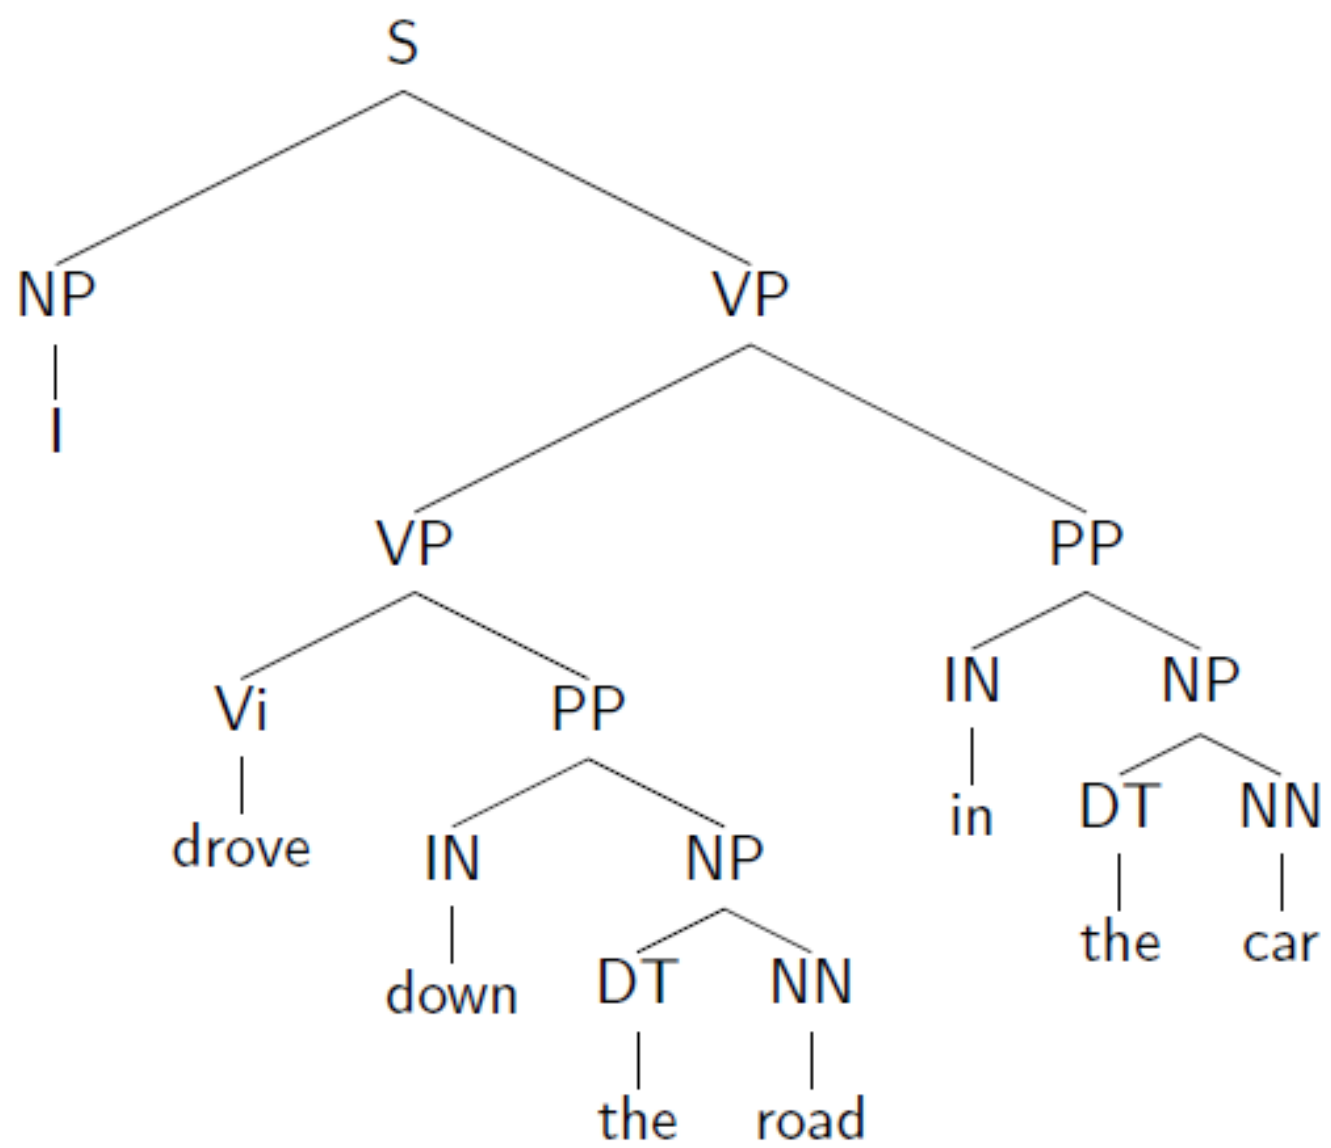 S
NP VP
I
VP PP
Vi PP IN NP
drove IN NP in DT NN
down DT NN the car
the road